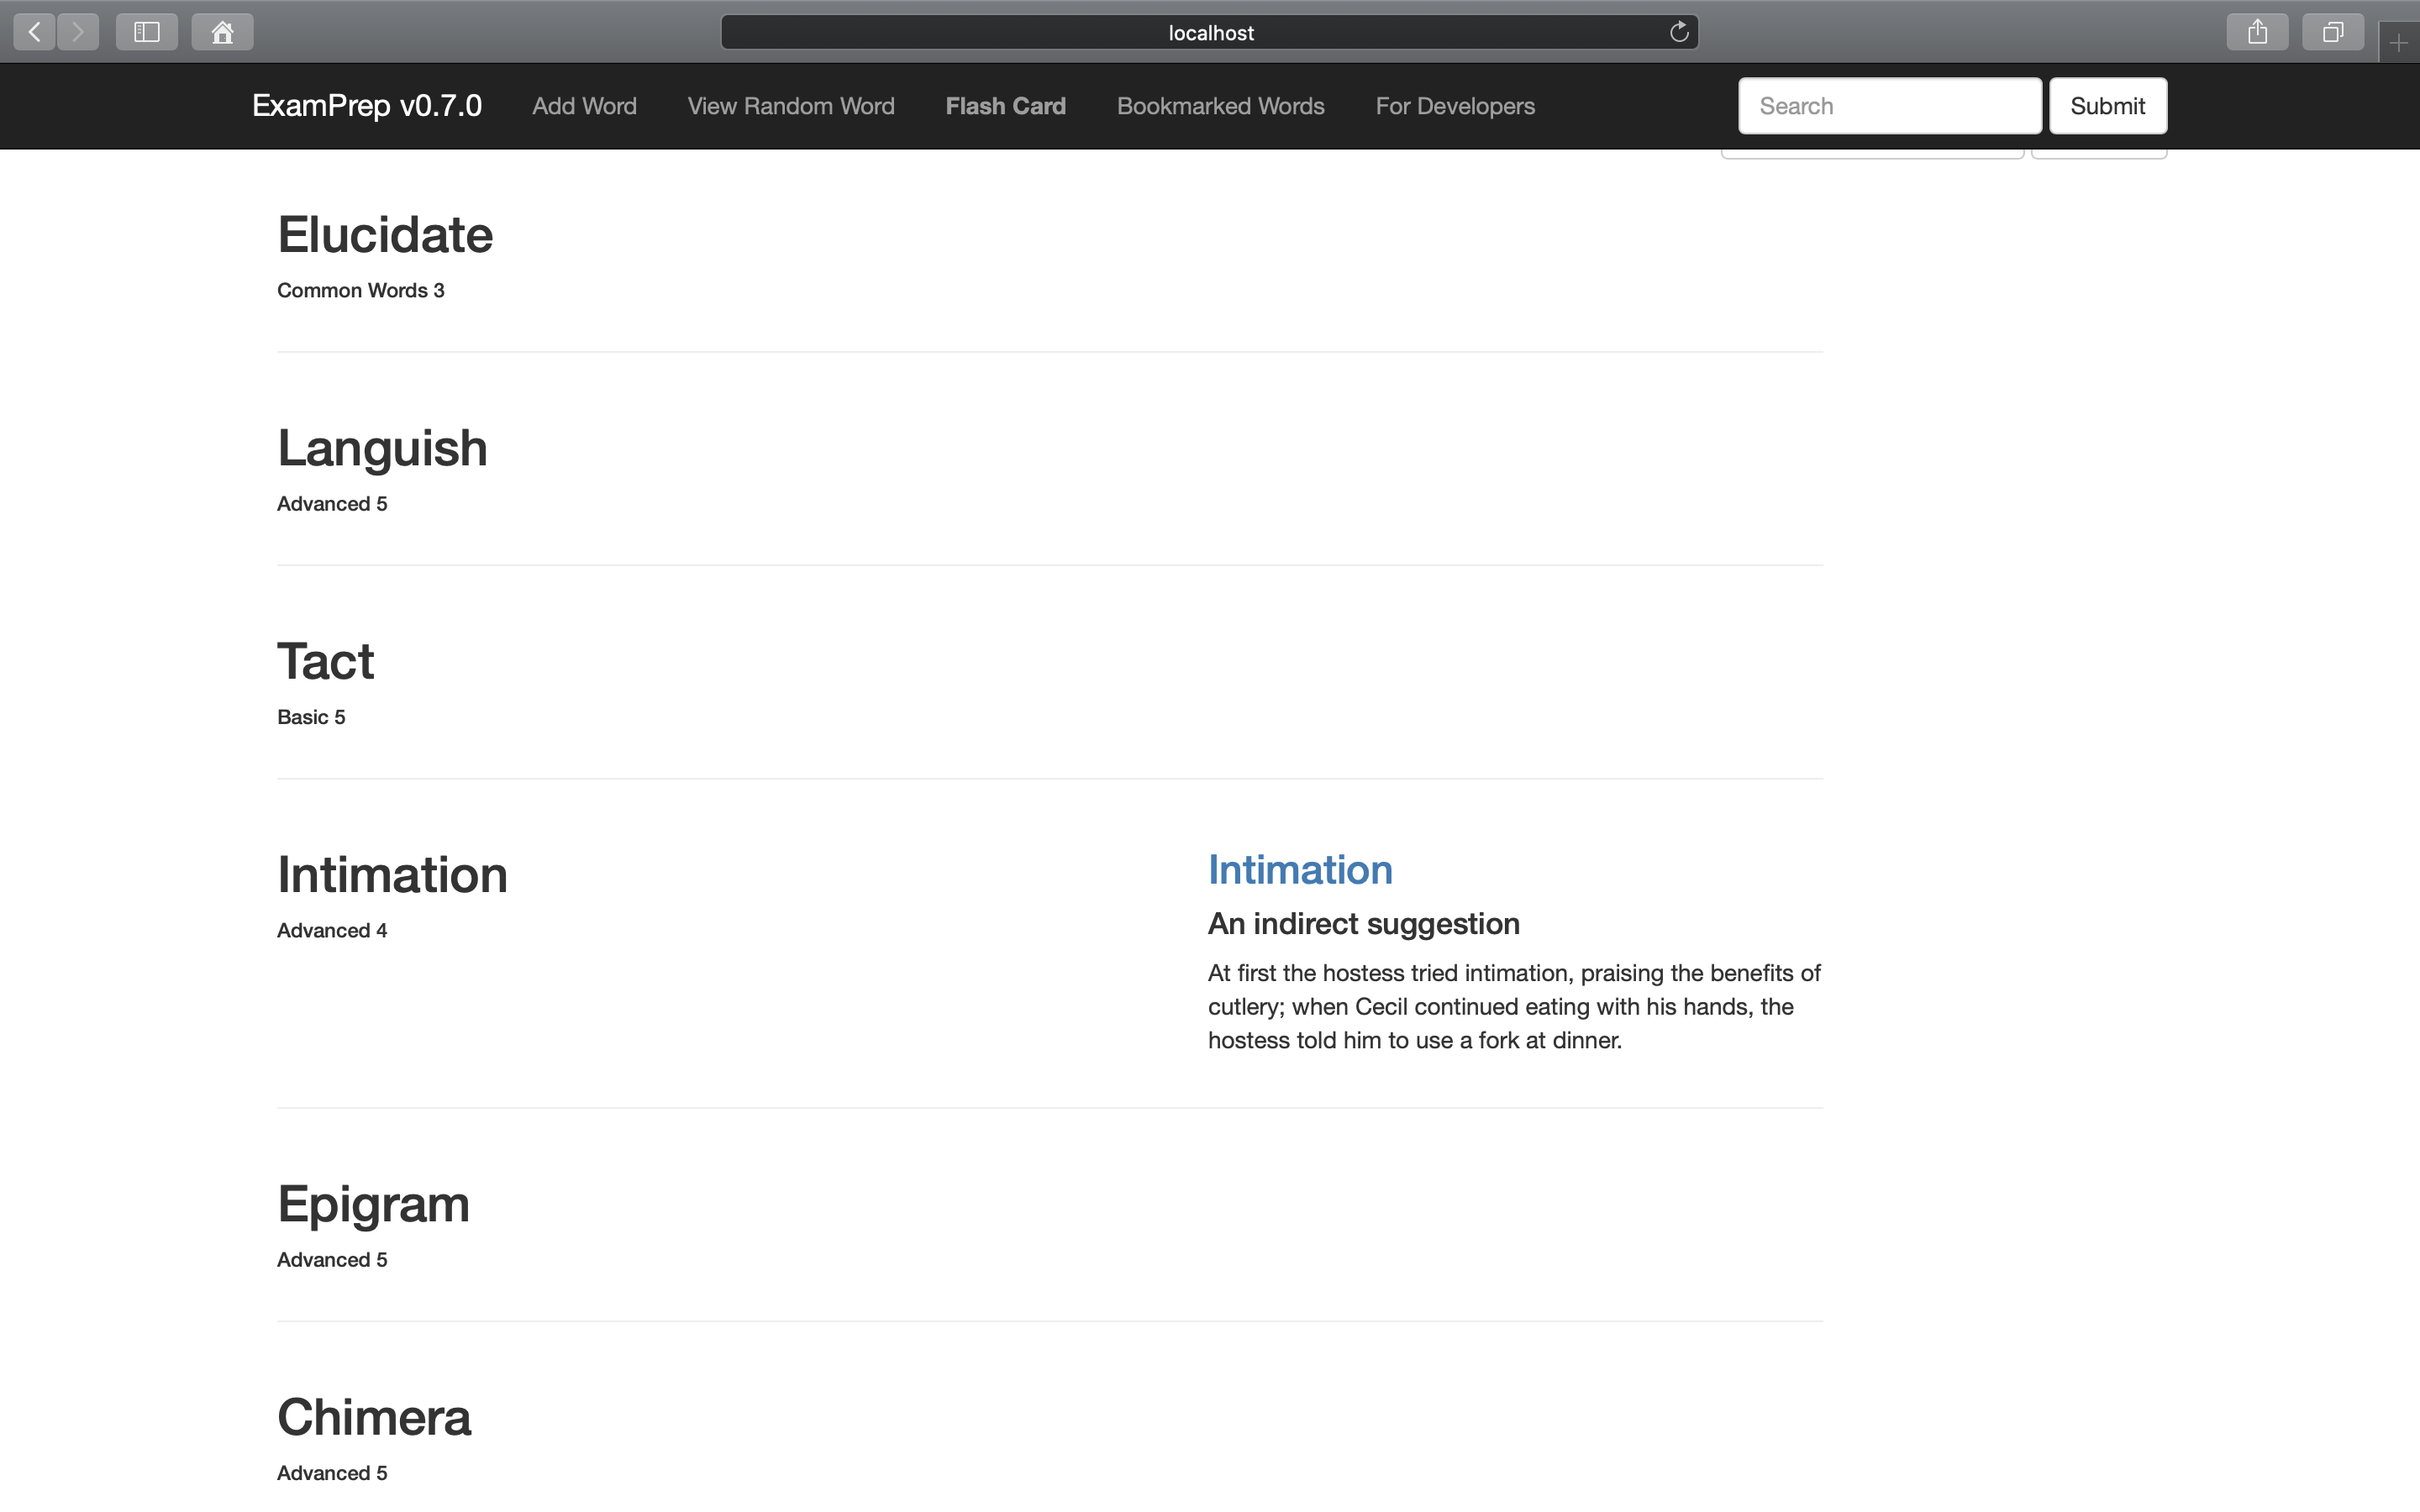 localhost
ExamPrep v0.7.0 Add Word View Random Word Flash Card Bookmarked Words For Developers Search Submit
Elucidate
Common Words 3
Languish
Advanced 5
Tact
Basic 5
Intimation
Advanced 4
Intimation
An indirect suggestion
At first the hostess tried intimation, praising the benefits of
cutlery; when Cecil continued eating with his hands, the
hostess told him to use a fork at dinner.
Epigram
Advanced 5
Chimera
Advanced 5